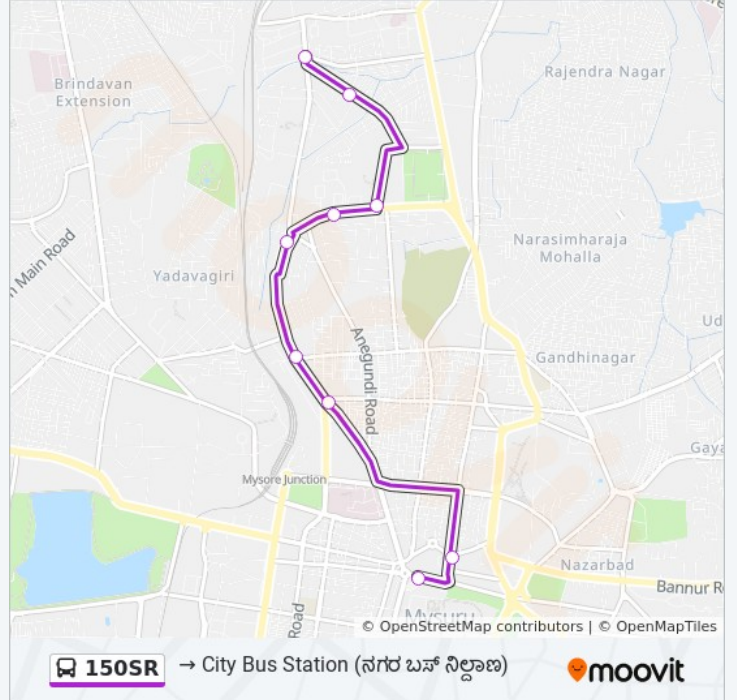 Brindavan
Extension
Rajendra Nagar
Narasimharaja
Mohalla
Main Road
Yadavagiri
Ud
Anegundi Road
Gandhinagar
Gaya
Mysore Junction
Nazarbad
Bannur R
Mysuru
Road
© OpenStreetMap contributors | © OpenMapTiles
150SR → City Bus Station (ನಗರ ಬಸ್ ನಿಲ್ದಾಣ)
moovit